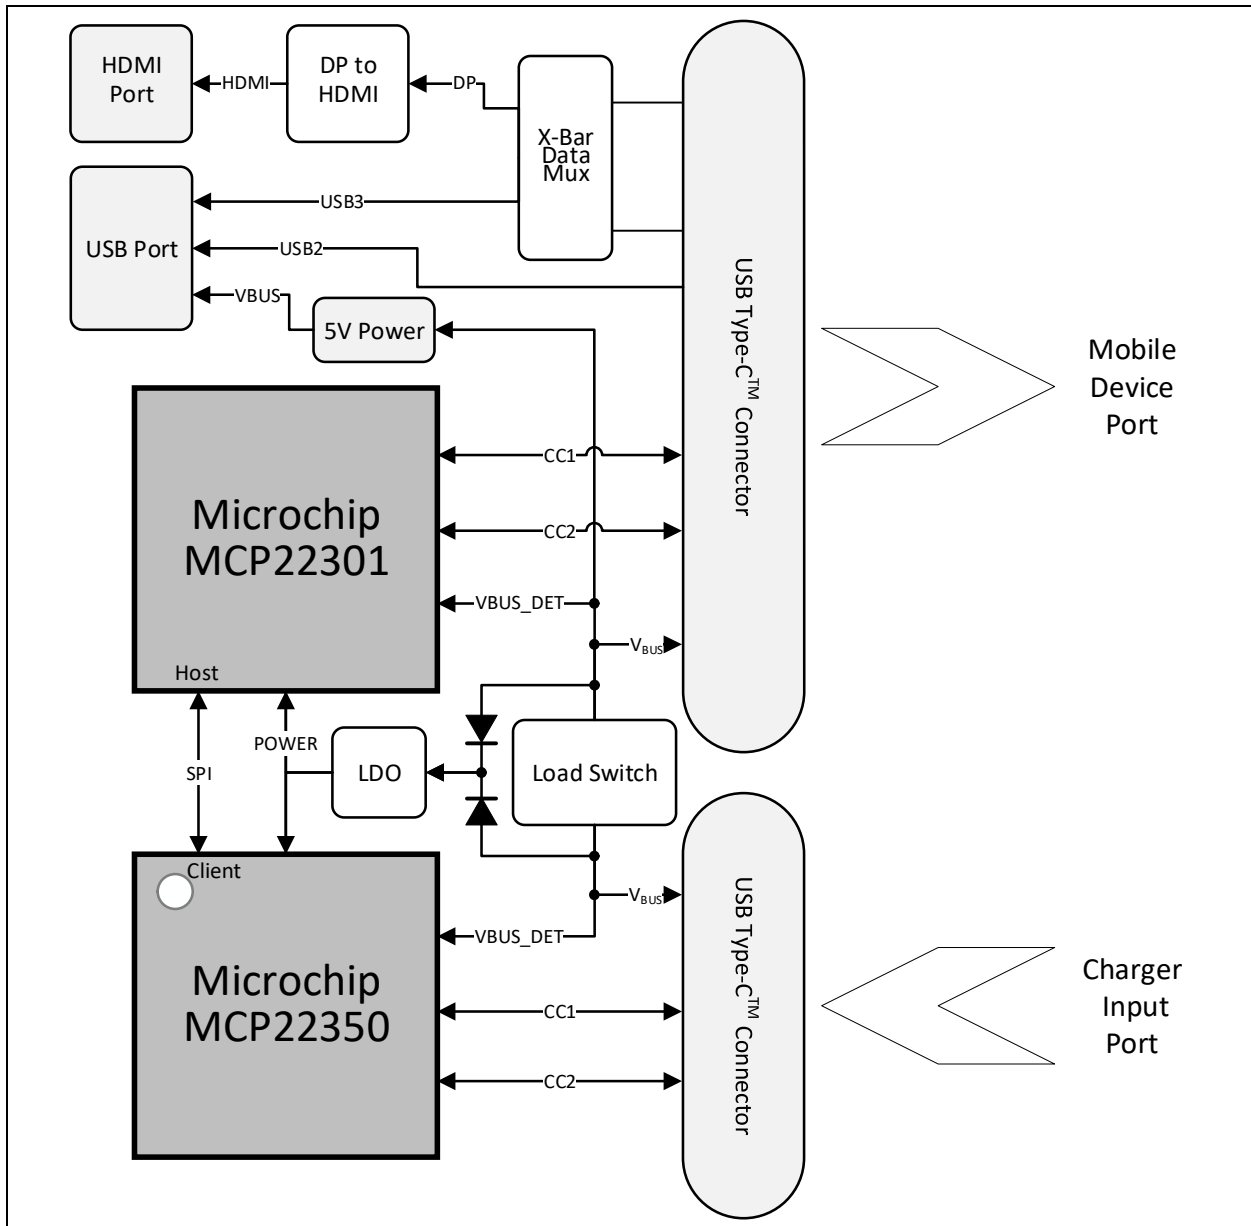 HDMI
Port
HDMI
DP to
HDMI
DP
X-Bar
Data
Mux
USB Port
USB3
USB2
VBUS
5V Power
USB Type-C™ Connector
Mobile
Device
Port
Microchip
MCP22301
Host
CC1
CC2
VBUS_DET
VBUS
SPI
POWER
LDO
Load Switch
Client
Microchip
MCP22350
VBUS
VBUS_DET
CC1
CC2
USB Type-C™ Connector
Charger
Input
Port